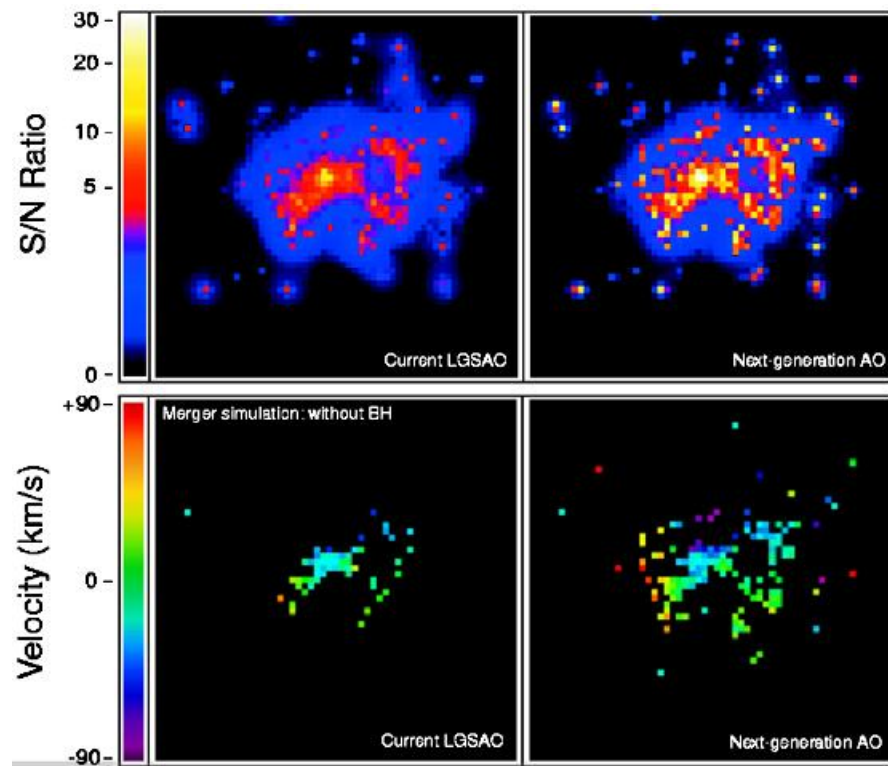 30
20
10
5
0
S/N Ratio
Current LGSAO
Next-generation AO
+90
0
-90
Velocity (km/s)
Merger simulation: without BH
Current LGSAO
Next-generation AO